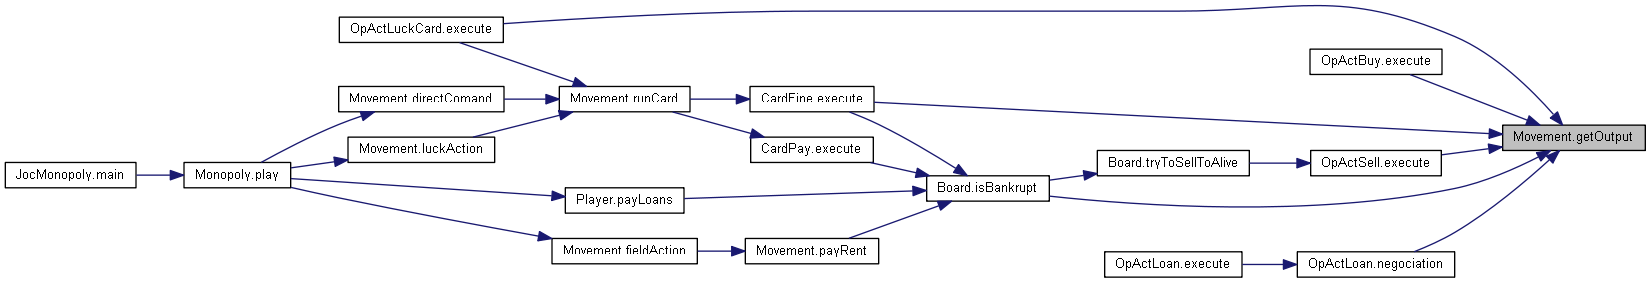 OpActLuckCard.execute
OpActBuy.execute
Movement.directComand
Movement.runCard
CardFine.execute
Movement.getOutput
Movement.luckAction
CardPay.execute
Board.tryToSellToAlive
OpActSell.execute
JocMonopoly.main
Monopoly.play
Board.isBankrupt
Player.payLoans
Movement.fieldAction
Movement.payRent
OpActLoan.execute
OpActLoan.negociation